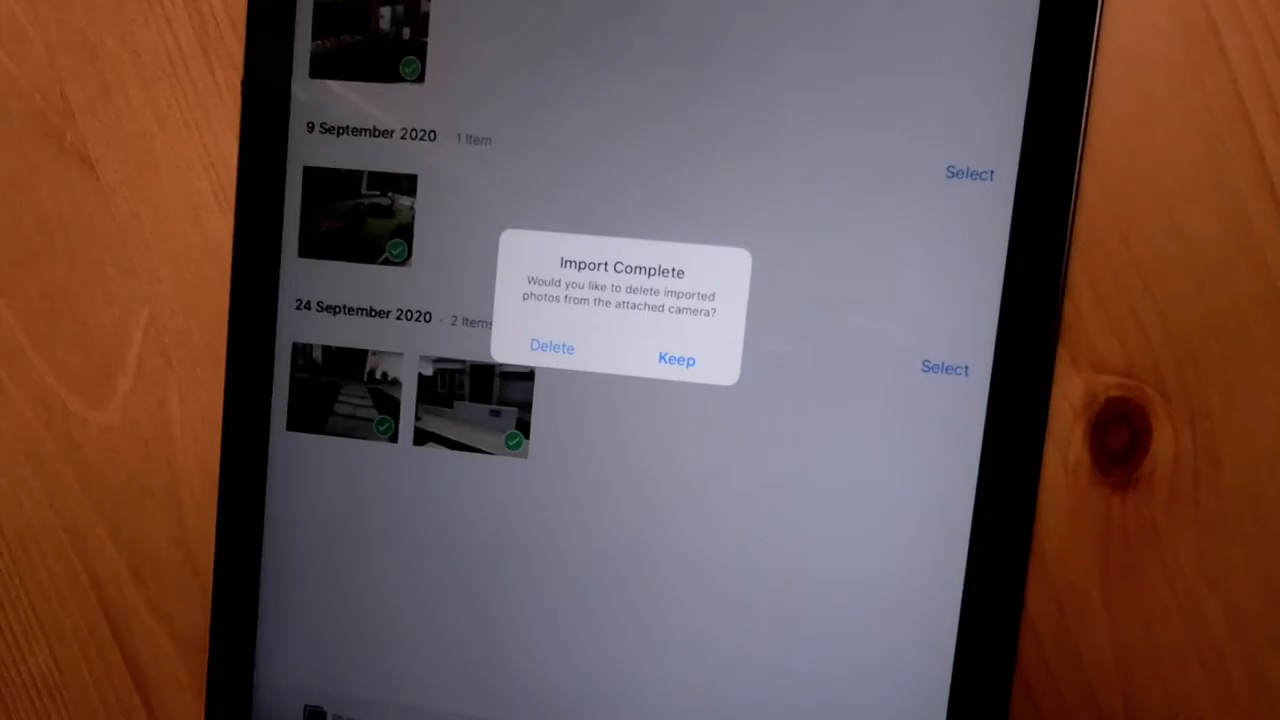 9 September 2020 1 Item
Select
Import Complete
Would you like to delete imported
photos from the attached camera?
Delete Keep
24 September 2020 · 2 Items
Select